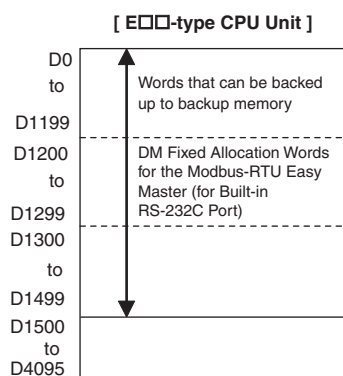 [ E□□-type CPU Unit ]
D0
to
D1199
Words that can be backed
up to backup memory
D1200
to
D1299
DM Fixed Allocation Words
for the Modbus-RTU Easy
Master (for Built-in
RS-232C Port)
D1300
to
D1499
D1500
to
D4095